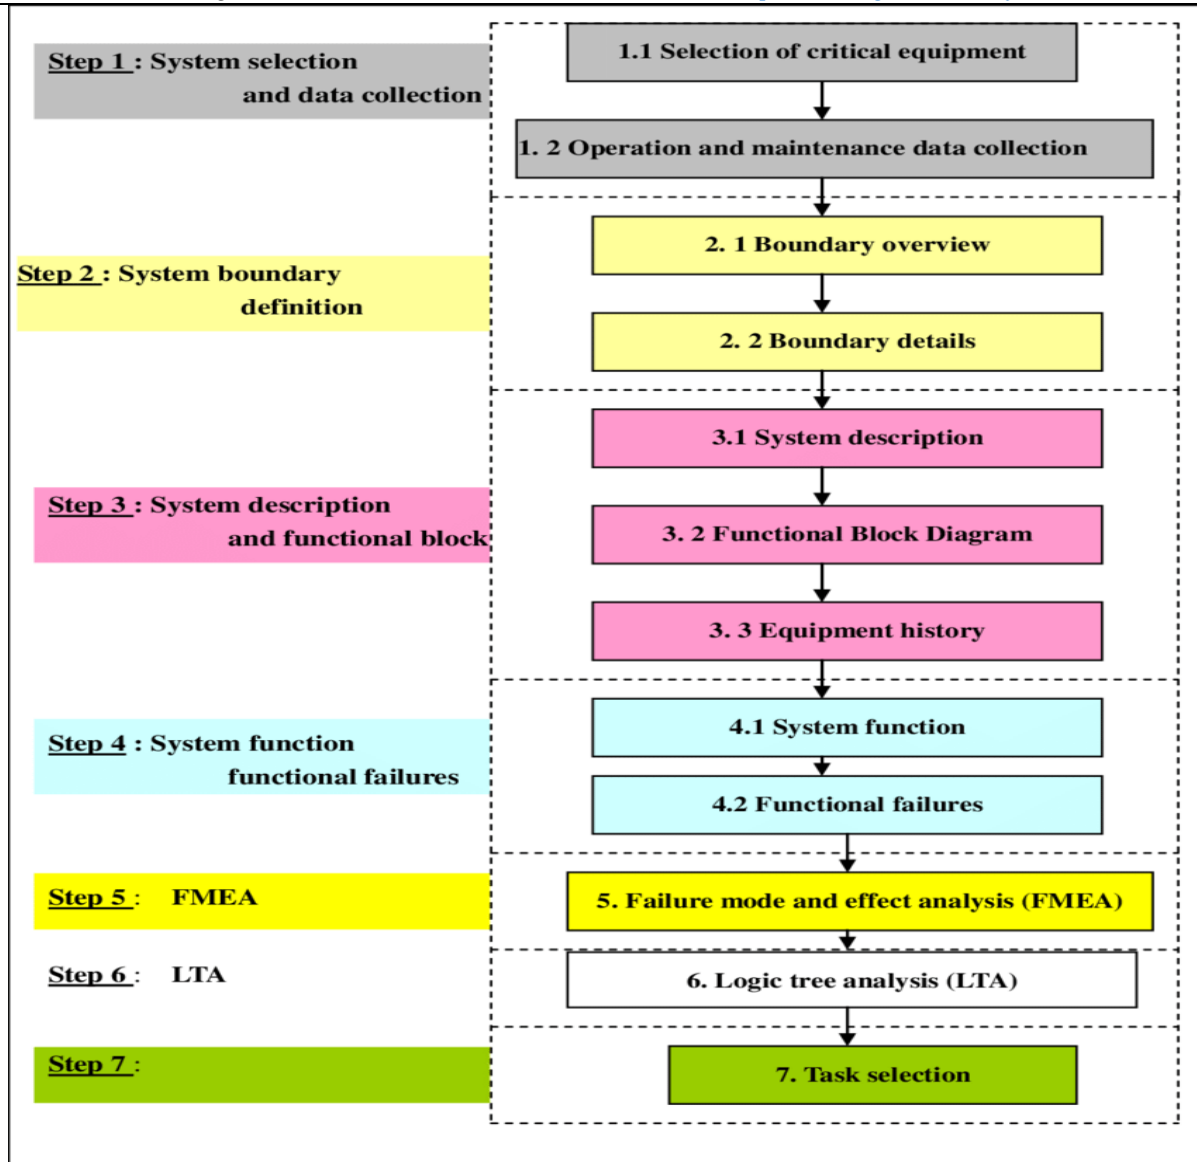 Step 1 : System selection
and data collection
1.1 Selection of critical equipment
1. 2 Operation and maintenance data collection
Step 2 : System boundary
definition
2. 1 Boundary overview
2. 2 Boundary details
Step 3 : System description
and functional block
3.1 System description
3. 2 Functional Block Diagram
3. 3 Equipment history
Step 4 : System function
functional failures
4.1 System function
4.2 Functional failures
Step 5 : FMEA
5. Failure mode and effect analysis (FMEA)
Step 6 : LTA
6. Logic tree analysis (LTA)
Step 7 :
7. Task selection